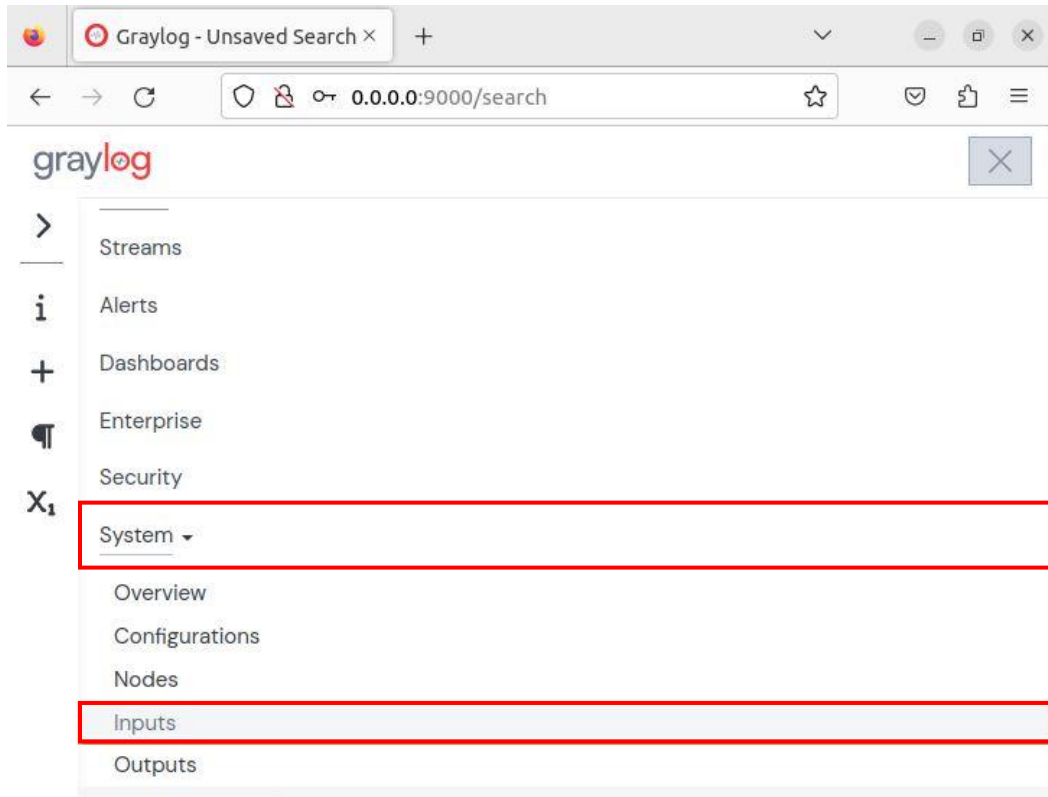 Graylog - Unsaved Search
0.0.0.0:9000/search
graylog
Streams
Alerts
Dashboards
Enterprise
Security
System
Overview
Configurations
Nodes
Inputs
Outputs
i
¶
X₁